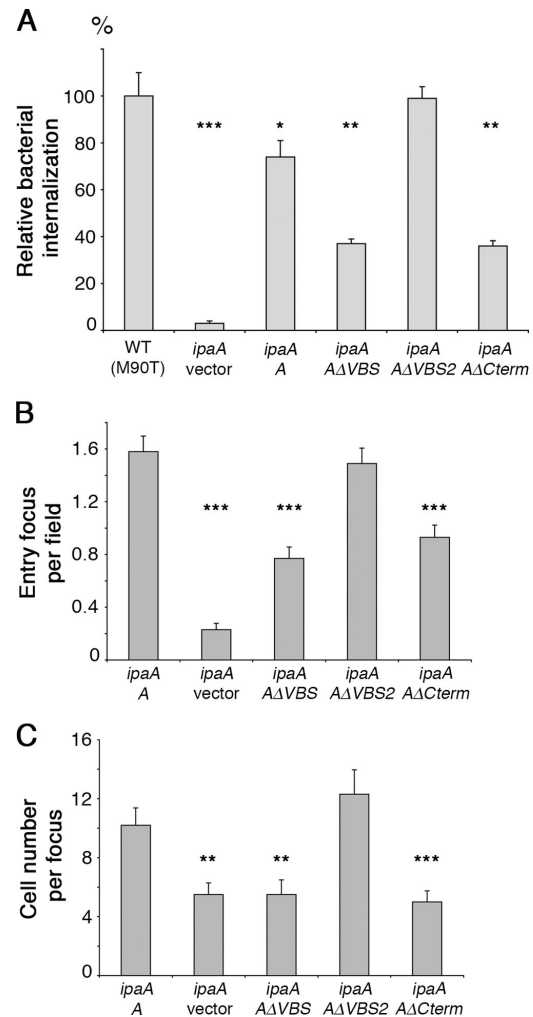 A
%
Relative bacterial
internalization
100
80
60
40
20
0
***
*
**
**
WT
(M90T)
ipaA
vector
ipaA
A
ipaA
AΔVBS
ipaA
AΔVBS2
ipaA
AΔCterm
B
Entry focus
per field
1.6
1.2
0.8
0.4
0
***
***
***
ipaA
A
ipaA
vector
ipaA
AΔVBS
ipaA
AΔVBS2
ipaA
AΔCterm
C
Cell number
per focus
16
12
8
4
0
**
**
***
ipaA
A
ipaA
vector
ipaA
AΔVBS
ipaA
AΔVBS2
ipaA
AΔCterm